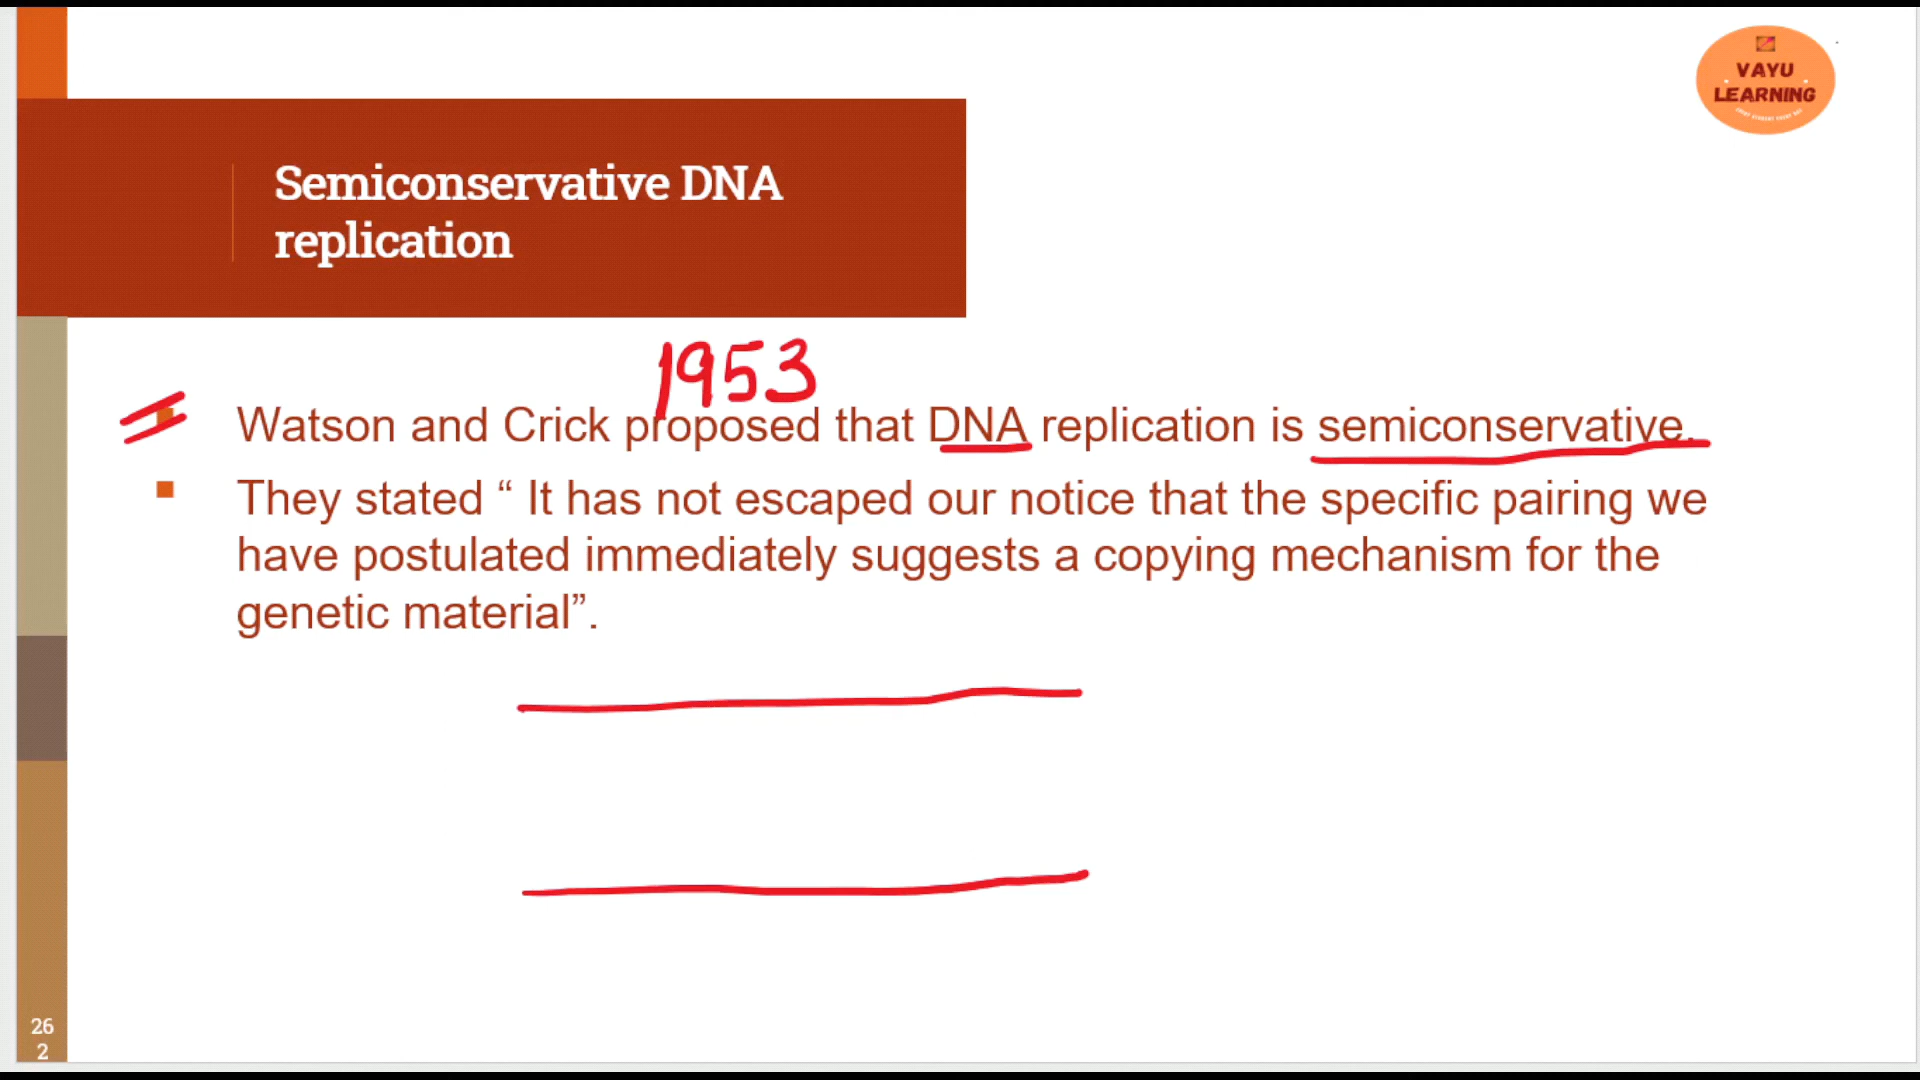 VAYU
LEARNING
Semiconservative DNA
replication
1953
Watson and Crick proposed that DNA replication is semiconservative.
They stated “ It has not escaped our notice that the specific pairing we
have postulated immediately suggests a copying mechanism for the
genetic material”.
26
2